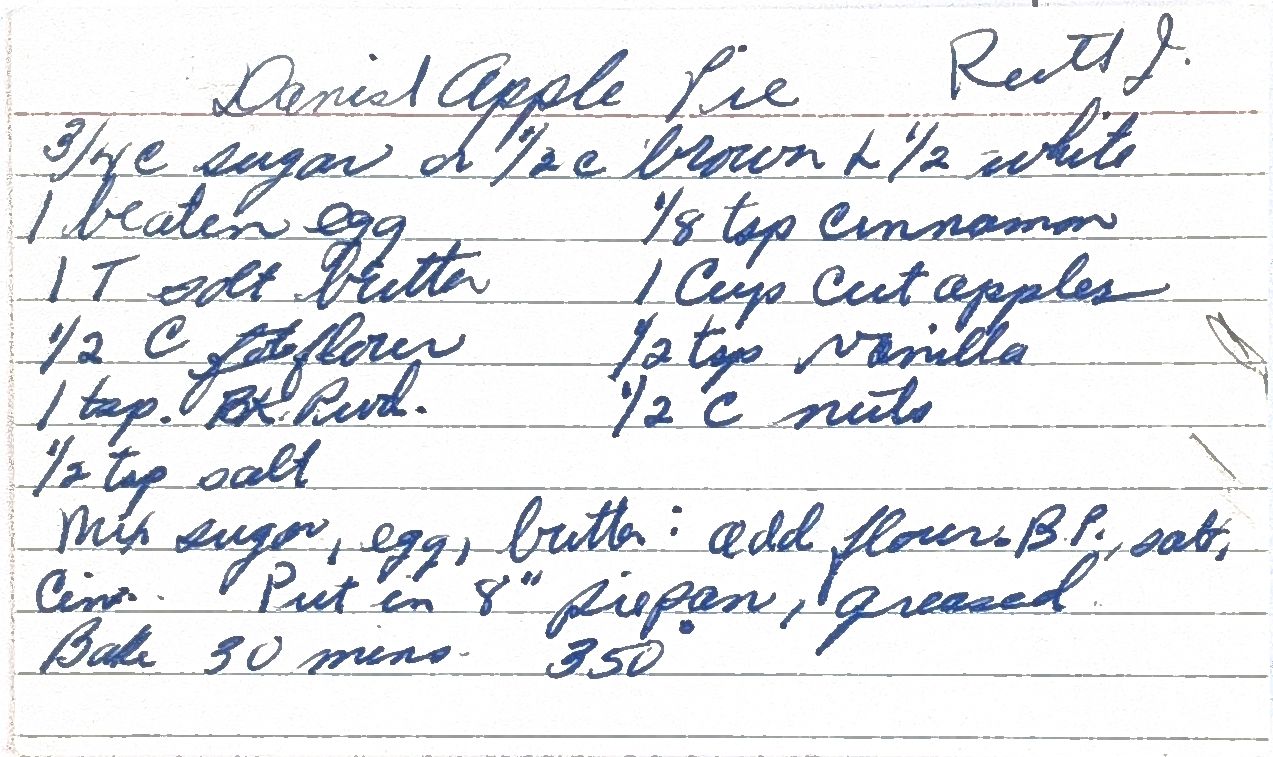 Danish Apple Pie Ruth J.
3/4 c sugar or 1/2 c brown & 1/2 white
1 beaten egg 1/8 tsp cinnamon
1 T soft butter 1 Cup cut apples
1/2 C flour 1/2 tsp vanilla
1 tsp. Bk. Pwd. 1/2 c nuts
1/2 tsp salt
Mix sugar, egg, butter: add flour. B.P., salt,
Cin. Put in 8" piepan, greased.
Bake 30 mins. 350°